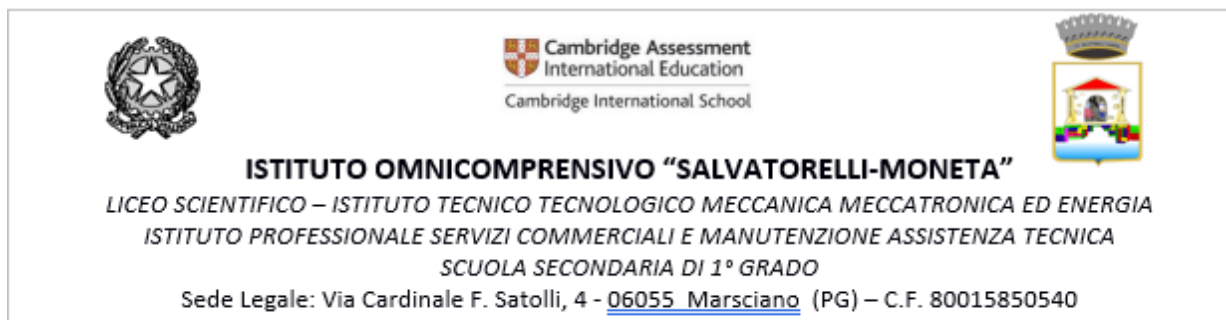 Cambridge Assessment
International Education
Cambridge International School
ISTITUTO OMNICOMPRENSIVO “SALVATORELLI-MONETA”
LICEO SCIENTIFICO – ISTITUTO TECNICO TECNOLOGICO MECCANICA MECCATRONICA ED ENERGIA
ISTITUTO PROFESSIONALE SERVIZI COMMERCIALI E MANUTENZIONE ASSISTENZA TECNICA
SCUOLA SECONDARIA DI 1° GRADO
Sede Legale: Via Cardinale F. Satolli, 4 - 06055 Marsciano (PG) – C.F. 80015850540